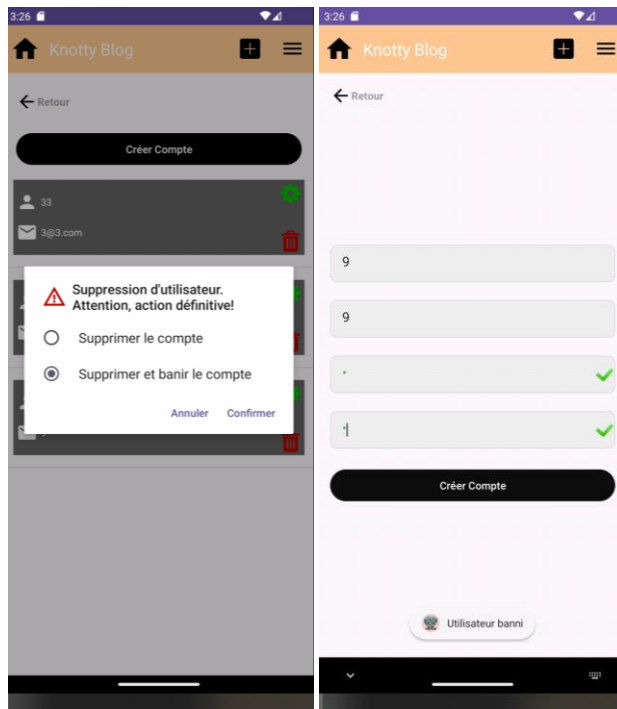 3:26
Knotty Blog
Retour
Créer Compte
33
3@3.com
Suppression d'utilisateur.
Attention, action définitive!
Supprimer le compte
Supprimer et banir le compte
Annuler Confirmer
3:26
Knotty Blog
Retour
9
9
Créer Compte
Utilisateur banni